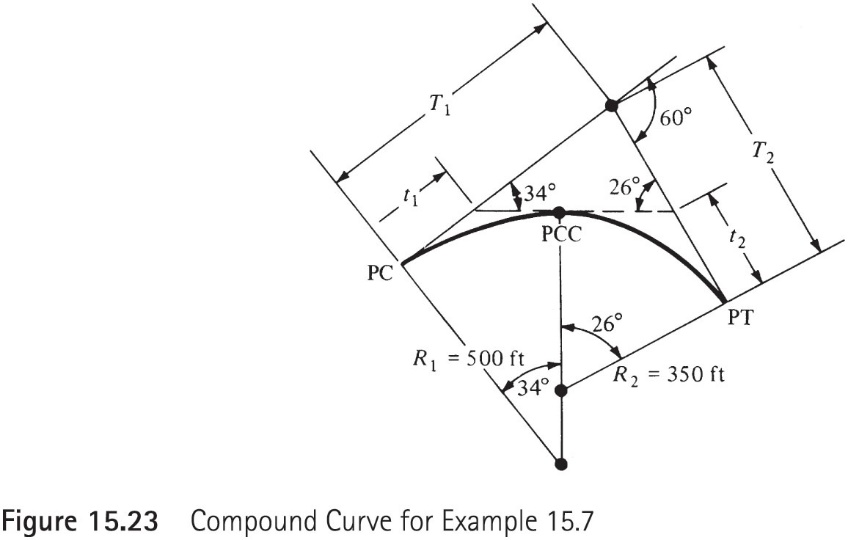 T₁
60°
T₂
t₁
34°
26°
t₂
PCC
PC
PT
26°
R₁ = 500 ft
R₂ = 350 ft
34°
Figure 15.23 Compound Curve for Example 15.7